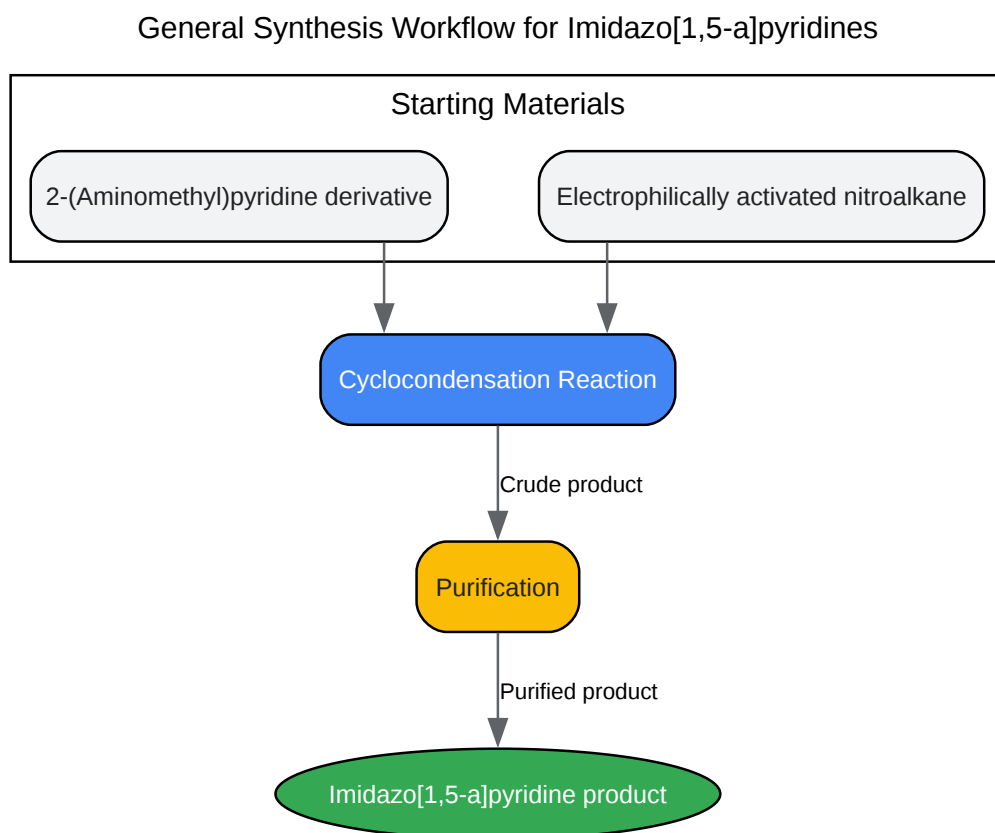 General Synthesis Workflow for Imidazo[1,5-a]pyridines
Starting Materials
2-(Aminomethyl)pyridine derivative
Electrophilically activated nitroalkane
Cyclocondensation Reaction
Crude product
Purification
Purified product
Imidazo[1,5-a]pyridine product